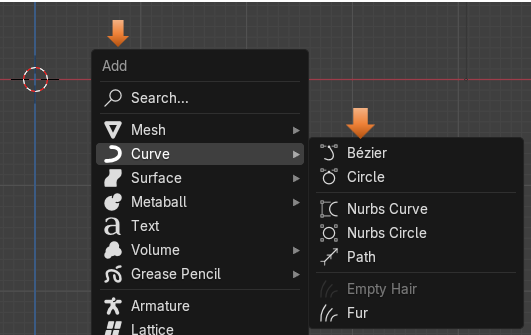 Add
Search...
Mesh
Curve
Surface
Metaball
Text
Volume
Grease Pencil
Armature
Lattice
Bézier
Circle
Nurbs Curve
Nurbs Circle
Path
Empty Hair
Fur